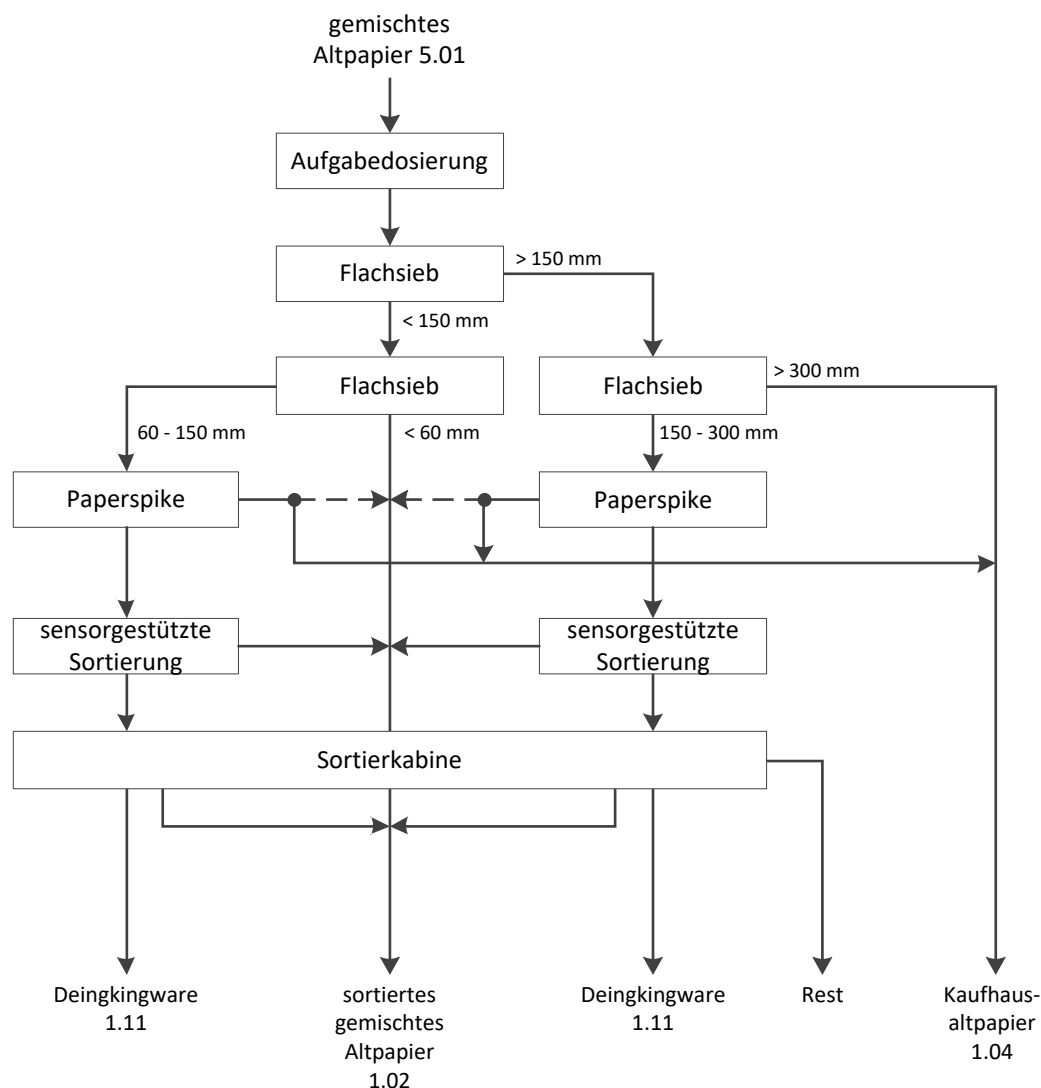 gemischtes
Altpapier 5.01
Aufgabedosierung
Flachsieb
> 150 mm
< 150 mm
Flachsieb
Flachsieb
> 300 mm
60 - 150 mm
< 60 mm
150 - 300 mm
Paperspike
Paperspike
sensorgestützte
Sortierung
sensorgestützte
Sortierung
Sortierkabine
Deingkingware
1.11
sortiertes
gemischtes
Altpapier
1.02
Deingkingware
1.11
Rest
Kaufhaus-
altpapier
1.04